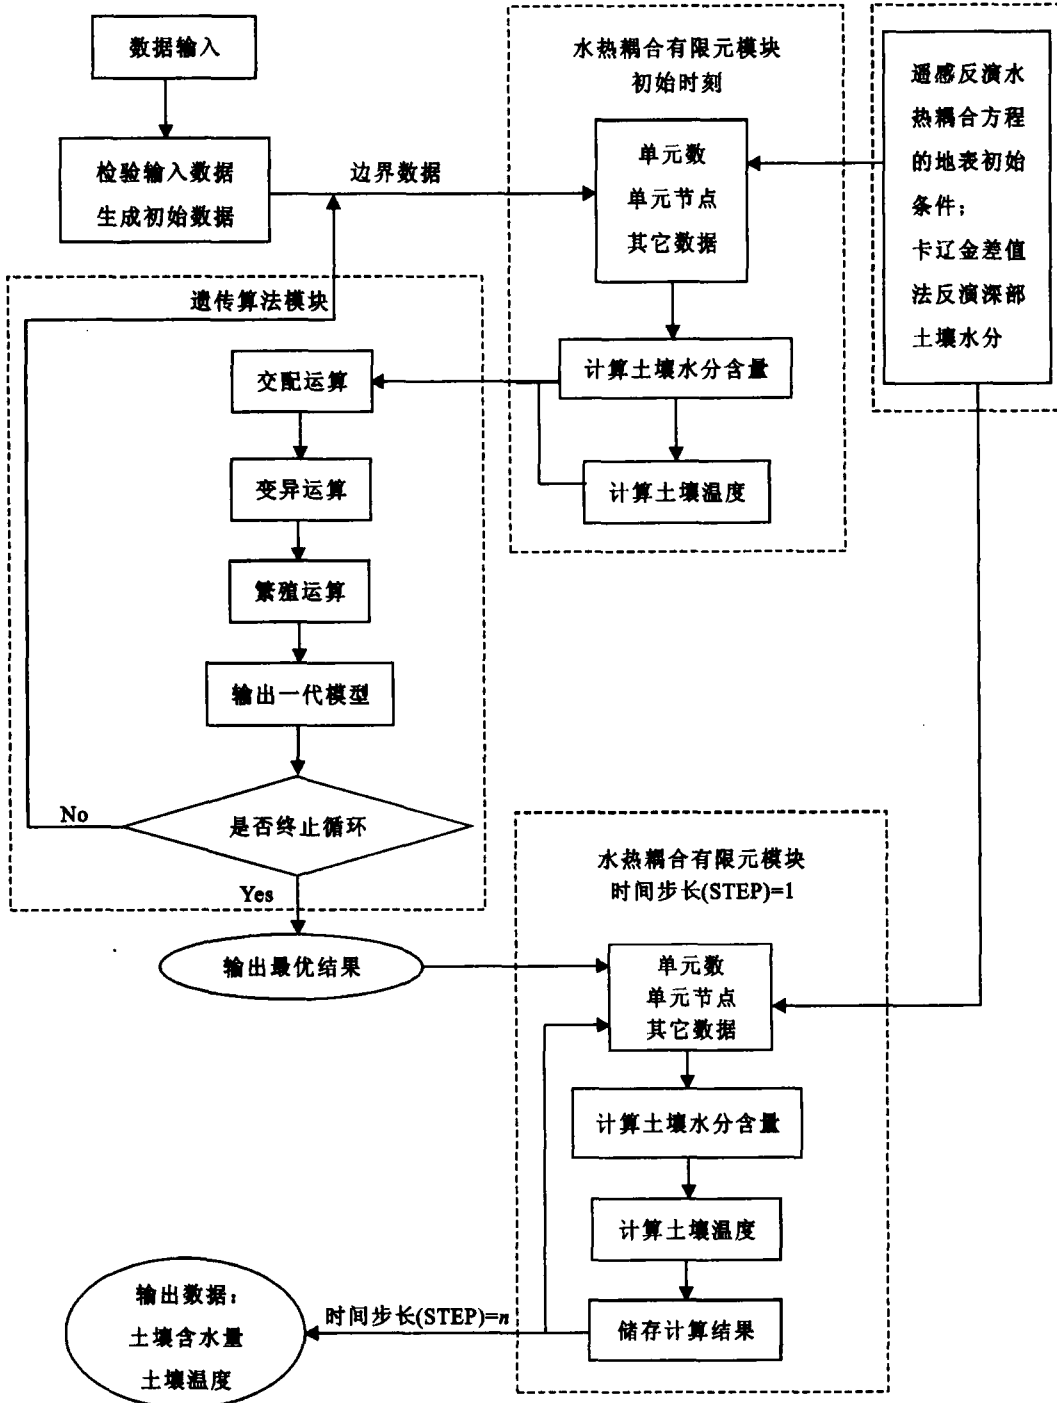 数据输入
检验输入数据
生成初始数据
边界数据
水热耦合有限元模块
初始时刻
单元数
单元节点
其它数据
计算土壤水分含量
计算土壤温度
遥感反演水
热耦合方程
的地表初始
条件；
卡辽金差值
法反演深部
土壤水分
遗传算法模块
交配运算
变异运算
繁殖运算
输出一代模型
是否终止循环
No
Yes
输出最优结果
水热耦合有限元模块
时间步长(STEP)=1
单元数
单元节点
其它数据
计算土壤水分含量
计算土壤温度
储存计算结果
时间步长(STEP)=n
输出数据：
土壤含水量
土壤温度